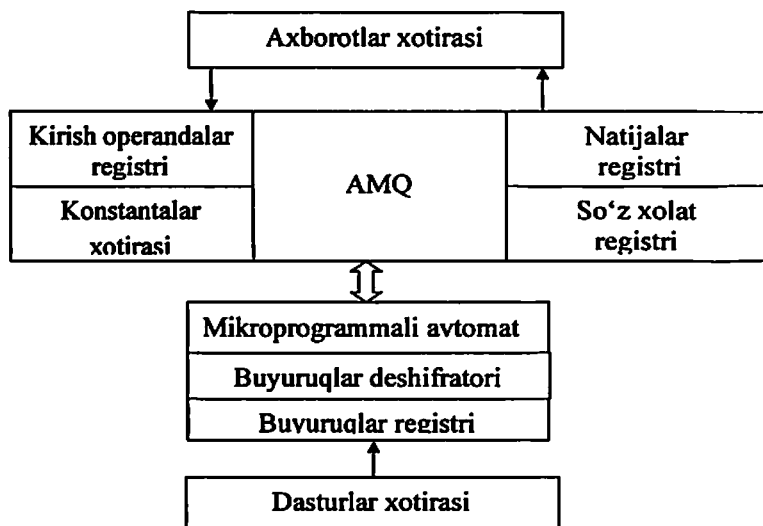 Axborotlar xotirasi
Kirish operandalar
registri
Konstantalar
xotirasi
AMQ
Natijalar
registri
So‘z xolat
registri
Mikroprogrammali avtomat
Buyuruqlar deshifratori
Buyuruqlar registri
Dasturlar xotirasi